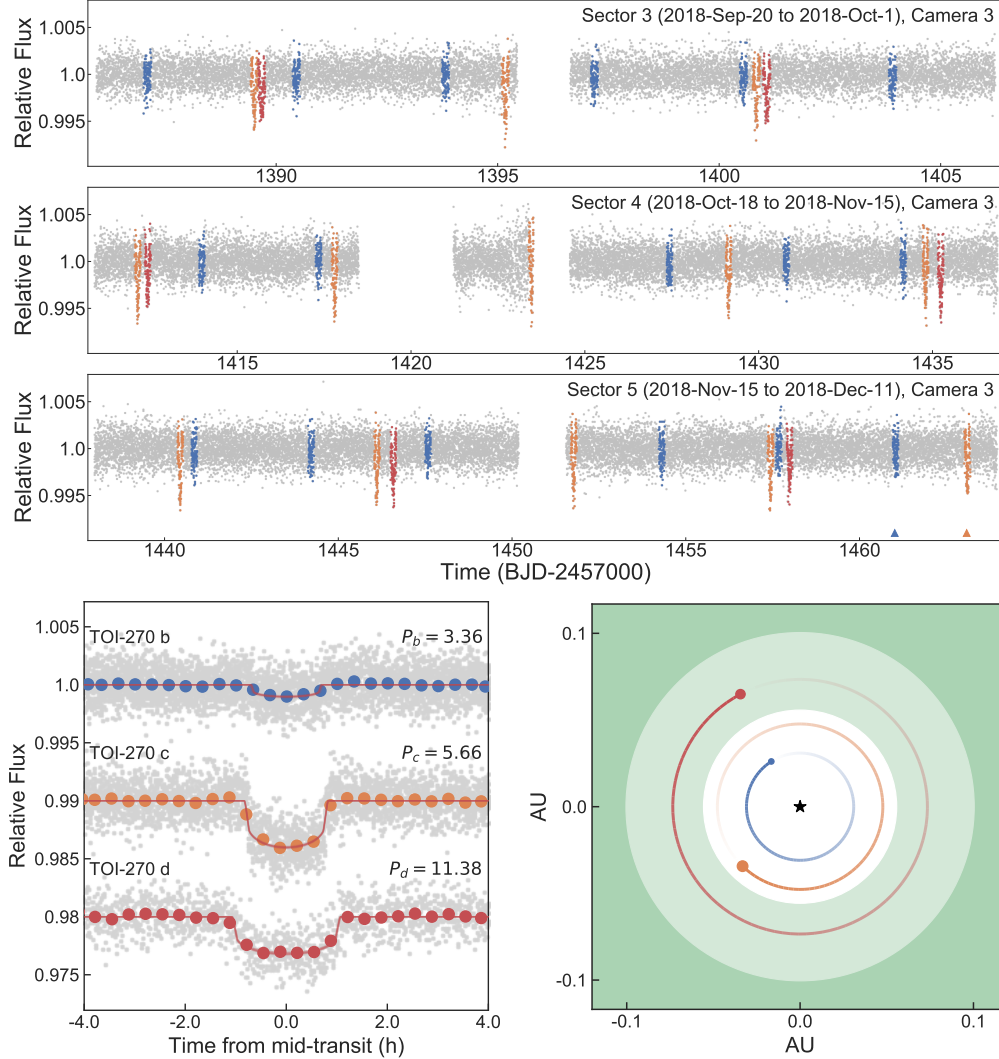 Sector 3 (2018-Sep-20 to 2018-Oct-1), Camera 3
Relative Flux
1.005
1.0
0.995
1390 1395 1400 1405
Sector 4 (2018-Oct-18 to 2018-Nov-15), Camera 3
Relative Flux
1.005
1.0
0.995
1415 1420 1425 1430 1435
Sector 5 (2018-Nov-15 to 2018-Dec-11), Camera 3
Relative Flux
1.005
1.0
0.995
1440 1445 1450 1455 1460
Time (BJD-2457000)
Relative Flux
1.005
1.0
0.995
0.99
0.985
0.98
0.975
TOI-270 b P_b = 3.36
TOI-270 c P_c = 5.66
TOI-270 d P_d = 11.38
-4.0 -2.0 0.0 2.0 4.0
Time from mid-transit (h)
AU
0.1
0.0
-0.1
-0.1 0.0 0.1
AU